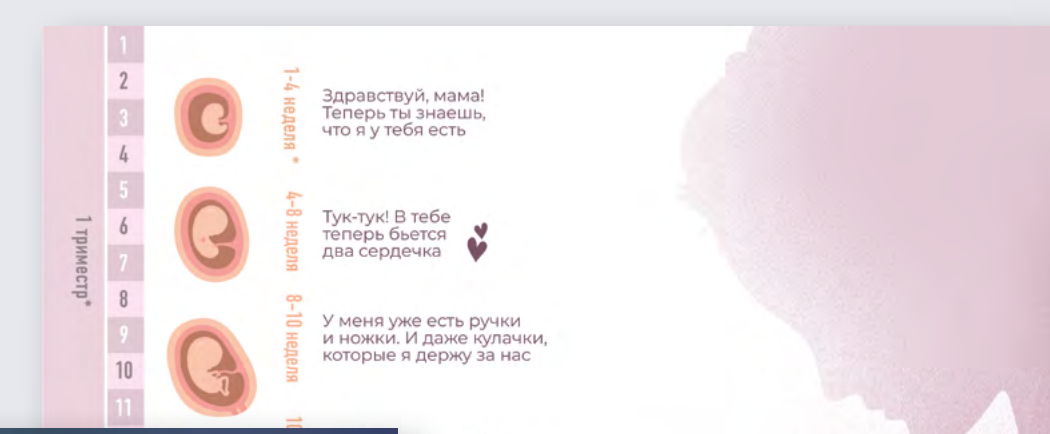 1 триместр*
1
2
3
4
5
6
7
8
9
10
11
1-4 неделя *
Здравствуй, мама!
Теперь ты знаешь,
что я у тебя есть
4-8 неделя
Тук-тук! В тебе
теперь бьется
два сердечка
8-10 неделя
У меня уже есть ручки
и ножки. И даже кулачки,
которые я держу за нас